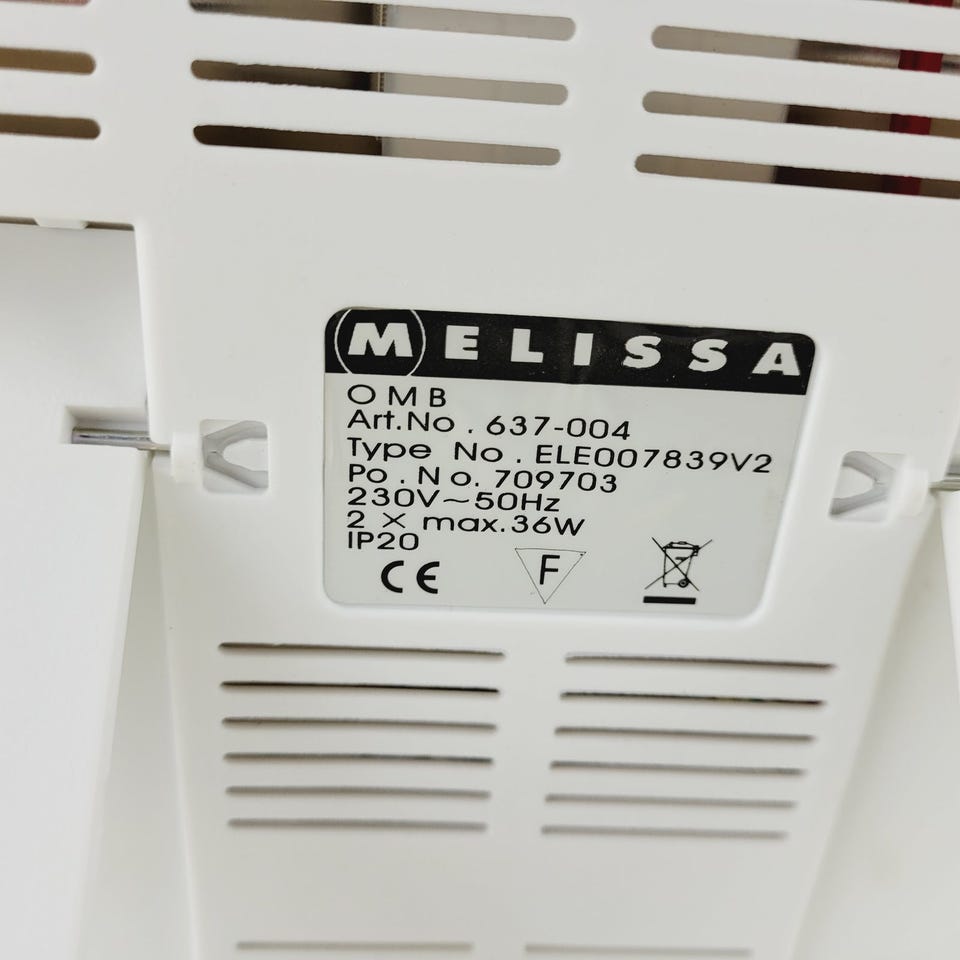 M MELISSA
OMB
Art.No. 637-004
Type No. ELE007839V2
Po. No. 709703
230V~50Hz
2 × max.36W
IP20
CE F